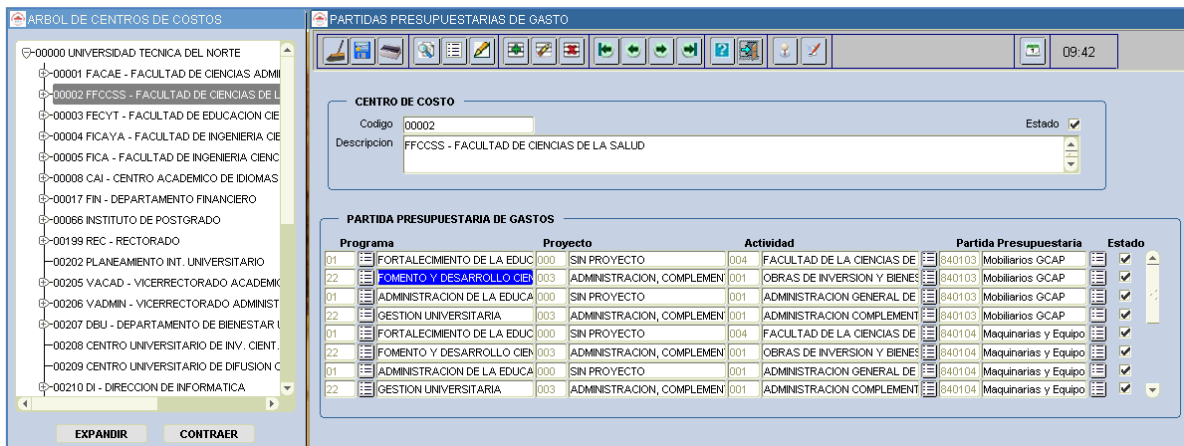 ARBOL DE CENTROS DE COSTOS
00000 UNIVERSIDAD TECNICA DEL NORTE
00001 FACAE - FACULTAD DE CIENCIAS ADMI
00002 FFCCSS - FACULTAD DE CIENCIAS DE L
00003 FECYT - FACULTAD DE EDUCACION CIE
00004 FICAYA - FACULTAD DE INGENIERIA CIE
00005 FICA - FACULTAD DE INGENIERIA CIENC
00008 CAI - CENTRO ACADEMICO DE IDIOMAS
00017 FIN - DEPARTAMENTO FINANCIERO
00066 INSTITUTO DE POSTGRADO
00199 REC - RECTORADO
00202 PLANEAMIENTO INT. UNIVERSITARIO
00205 VACAD - VICERRECTORADO ACADEMIC
00206 VADMIN - VICERRECTORADO ADMINIST
00207 DBU - DEPARTAMENTO DE BIENESTAR U
00208 CENTRO UNIVERSITARIO DE INV. CIENT.
00209 CENTRO UNIVERSITARIO DE DIFUSION C
00210 DI - DIRECCION DE INFORMATICA
EXPANDIR CONTRAER
PARTIDAS PRESUPUESTARIAS DE GASTO
09:42
CENTRO DE COSTO
Codigo 00002 Estado
Descripcion FFCCSS - FACULTAD DE CIENCIAS DE LA SALUD
PARTIDA PRESUPUESTARIA DE GASTOS
Programa Proyecto Actividad Partida Presupuestaria Estado
01 FORTALECIMIENTO DE LA EDUC 000 SIN PROYECTO 004 FACULTAD DE LA CIENCIAS DE 840103 Mobiliarios GCAP
22 FOMENTO Y DESARROLLO CIEN 003 ADMINISTRACION, COMPLEMEN 001 OBRAS DE INVERSION Y BIENES 840103 Mobiliarios GCAP
01 ADMINISTRACION DE LA EDUCA 000 SIN PROYECTO 001 ADMINISTRACION GENERAL DE 840103 Mobiliarios GCAP
22 GESTION UNIVERSITARIA 003 ADMINISTRACION, COMPLEMEN 001 ADMINISTRACION COMPLEMENT 840103 Mobiliarios GCAP
01 FORTALECIMIENTO DE LA EDUC 000 SIN PROYECTO 004 FACULTAD DE LA CIENCIAS DE 840104 Maquinarias y Equipo
22 FOMENTO Y DESARROLLO CIEN 003 ADMINISTRACION, COMPLEMEN 001 OBRAS DE INVERSION Y BIENES 840104 Maquinarias y Equipo
01 ADMINISTRACION DE LA EDUCA 000 SIN PROYECTO 001 ADMINISTRACION GENERAL DE 840104 Maquinarias y Equipo
22 GESTION UNIVERSITARIA 003 ADMINISTRACION, COMPLEMEN 001 ADMINISTRACION COMPLEMENT 840104 Maquinarias y Equipo